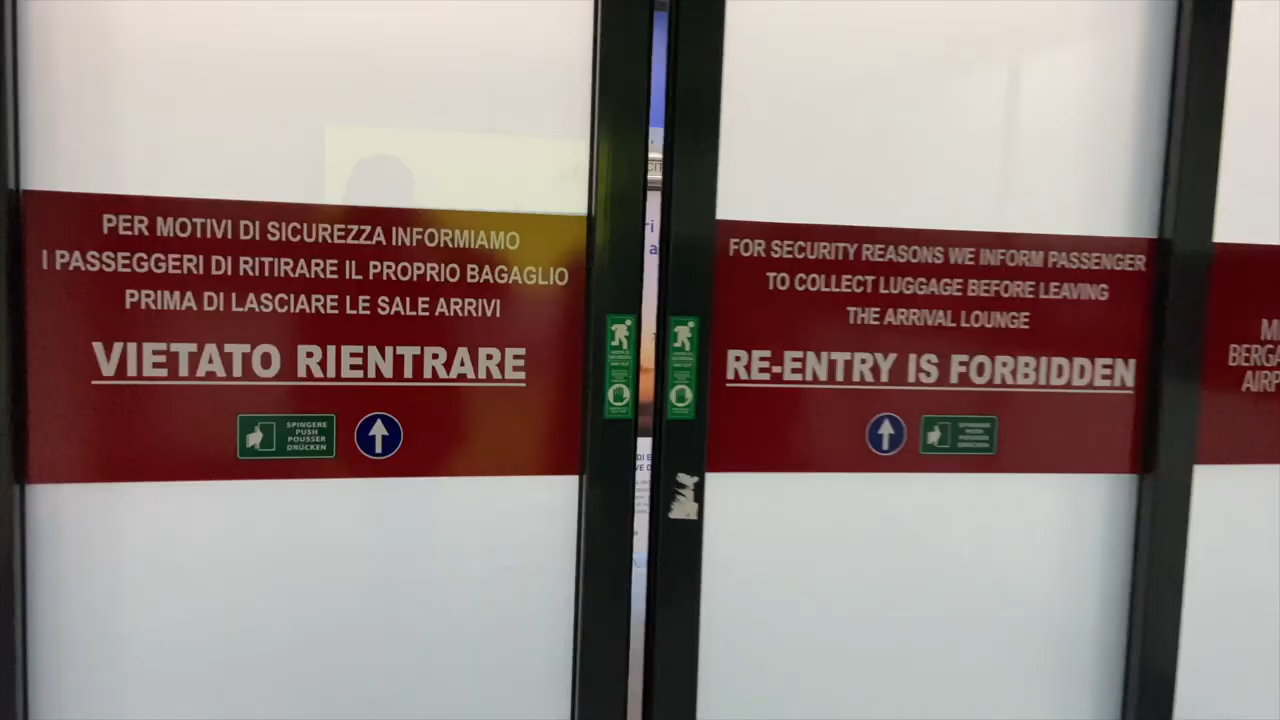 PER MOTIVI DI SICUREZZA INFORMIAMO
I PASSEGGERI DI RITIRARE IL PROPRIO BAGAGLIO
PRIMA DI LASCIARE LE SALE ARRIVI
VIETATO RIENTRARE
SPINGERE
PUSH
POUSSER
DRÜCKEN
FOR SECURITY REASONS WE INFORM PASSENGER
TO COLLECT LUGGAGE BEFORE LEAVING
THE ARRIVAL LOUNGE
RE-ENTRY IS FORBIDDEN